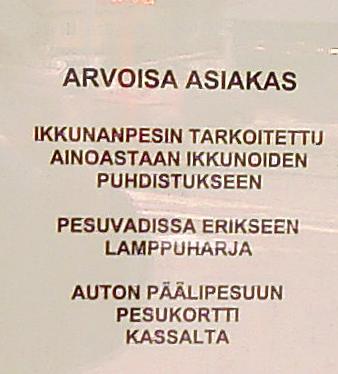 ARVOISA ASIAKAS
IKKUNANPESIN TARKOITETTU
AINOASTAAN IKKUNOIDEN
PUHDISTUKSEEN
PESUVADISSA ERIKSEEN
LAMPPUHARJA
AUTON PÄÄLIPESUUN
PESUKORTTI
KASSALTA